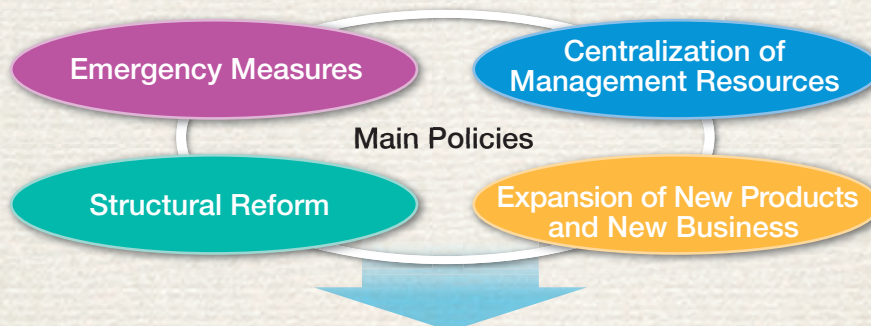 Emergency Measures
Centralization of
Management Resources
Main Policies
Structural Reform
Expansion of New Products
and New Business